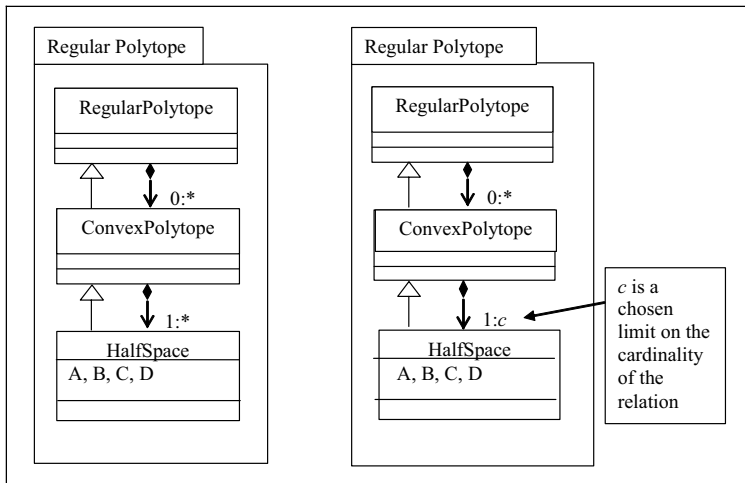 Regular Polytope
RegularPolytope
0:*
ConvexPolytope
1:*
HalfSpace
A, B, C, D
Regular Polytope
RegularPolytope
0:*
ConvexPolytope
1:c
HalfSpace
A, B, C, D
c is a
chosen
limit on the
cardinality
of the
relation